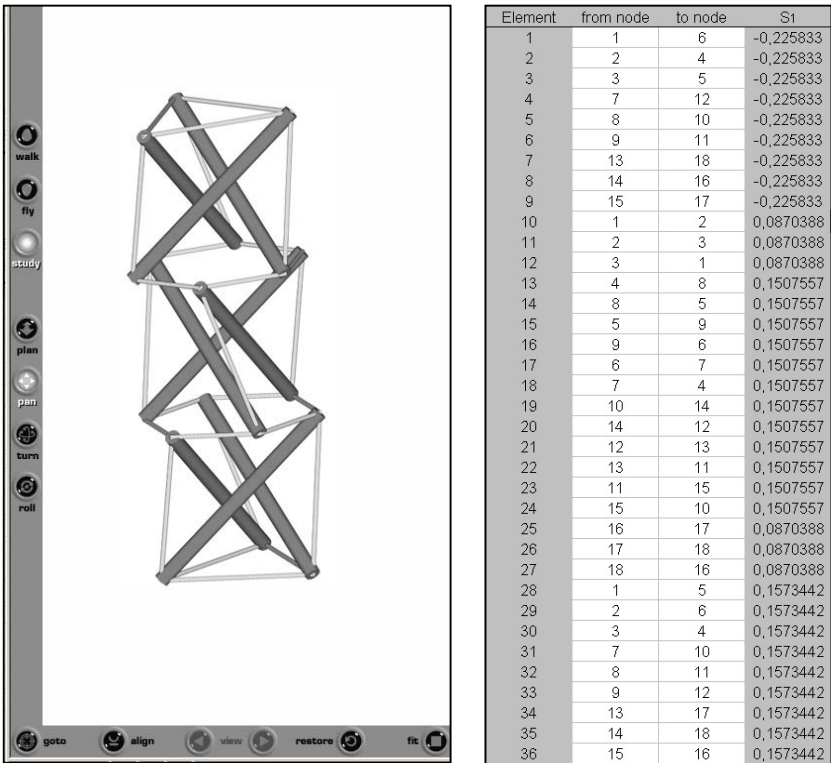 walk
fly
study
plan
pan
turn
roll
goto align view restore fit
Element from node to node S1
1 1 6 -0,225833
2 2 4 -0,225833
3 3 5 -0,225833
4 7 12 -0,225833
5 8 10 -0,225833
6 9 11 -0,225833
7 13 18 -0,225833
8 14 16 -0,225833
9 15 17 -0,225833
10 1 2 0,0870388
11 2 3 0,0870388
12 3 1 0,0870388
13 4 8 0,1507557
14 8 5 0,1507557
15 5 9 0,1507557
16 9 6 0,1507557
17 6 7 0,1507557
18 7 4 0,1507557
19 10 14 0,1507557
20 14 12 0,1507557
21 12 13 0,1507557
22 13 11 0,1507557
23 11 15 0,1507557
24 15 10 0,1507557
25 16 17 0,0870388
26 17 18 0,0870388
27 18 16 0,0870388
28 1 5 0,1573442
29 2 6 0,1573442
30 3 4 0,1573442
31 7 10 0,1573442
32 8 11 0,1573442
33 9 12 0,1573442
34 13 17 0,1573442
35 14 18 0,1573442
36 15 16 0,1573442